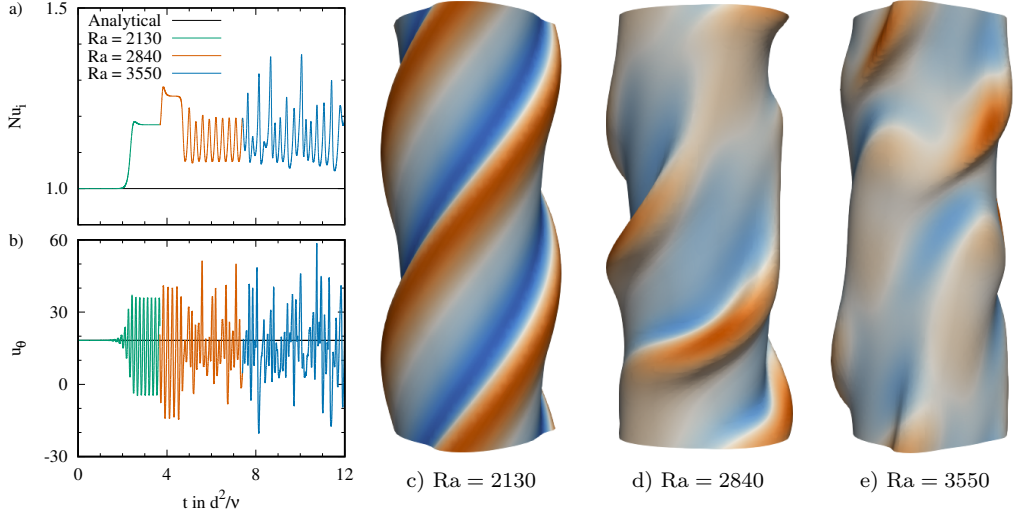 a)
1.5
Analytical
Ra = 2130
Ra = 2840
Ra = 3550
Nu_i
1.0
b)
60
30
u_θ
0
-30
0 4 8 12
t in d²/ν
c) Ra = 2130
d) Ra = 2840
e) Ra = 3550